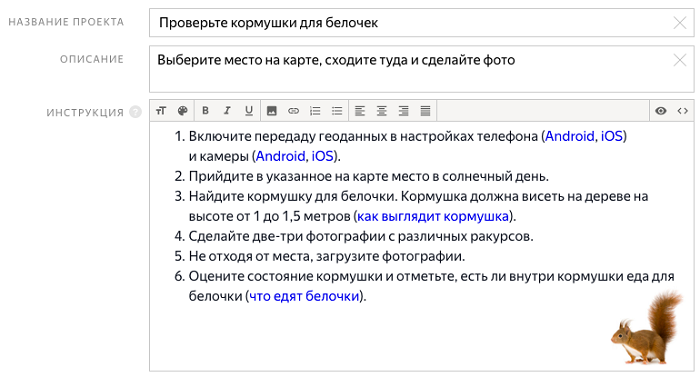 НАЗВАНИЕ ПРОЕКТА
Проверьте кормушки для белочек
ОПИСАНИЕ
Выберите место на карте, сходите туда и сделайте фото
ИНСТРУКЦИЯ ?
тТ B I U
1. Включите передаду геоданных в настройках телефона (Android, iOS)
и камеры (Android, iOS).
2. Прийдите в указанное на карте место в солнечный день.
3. Найдите кормушку для белочки. Кормушка должна висеть на дереве на
высоте от 1 до 1,5 метров (как выглядит кормушка).
4. Сделайте две-три фотографии с различных ракурсов.
5. Не отходя от места, загрузите фотографии.
6. Оцените состояние кормушки и отметьте, есть ли внутри кормушки еда для
белочки (что едят белочки).